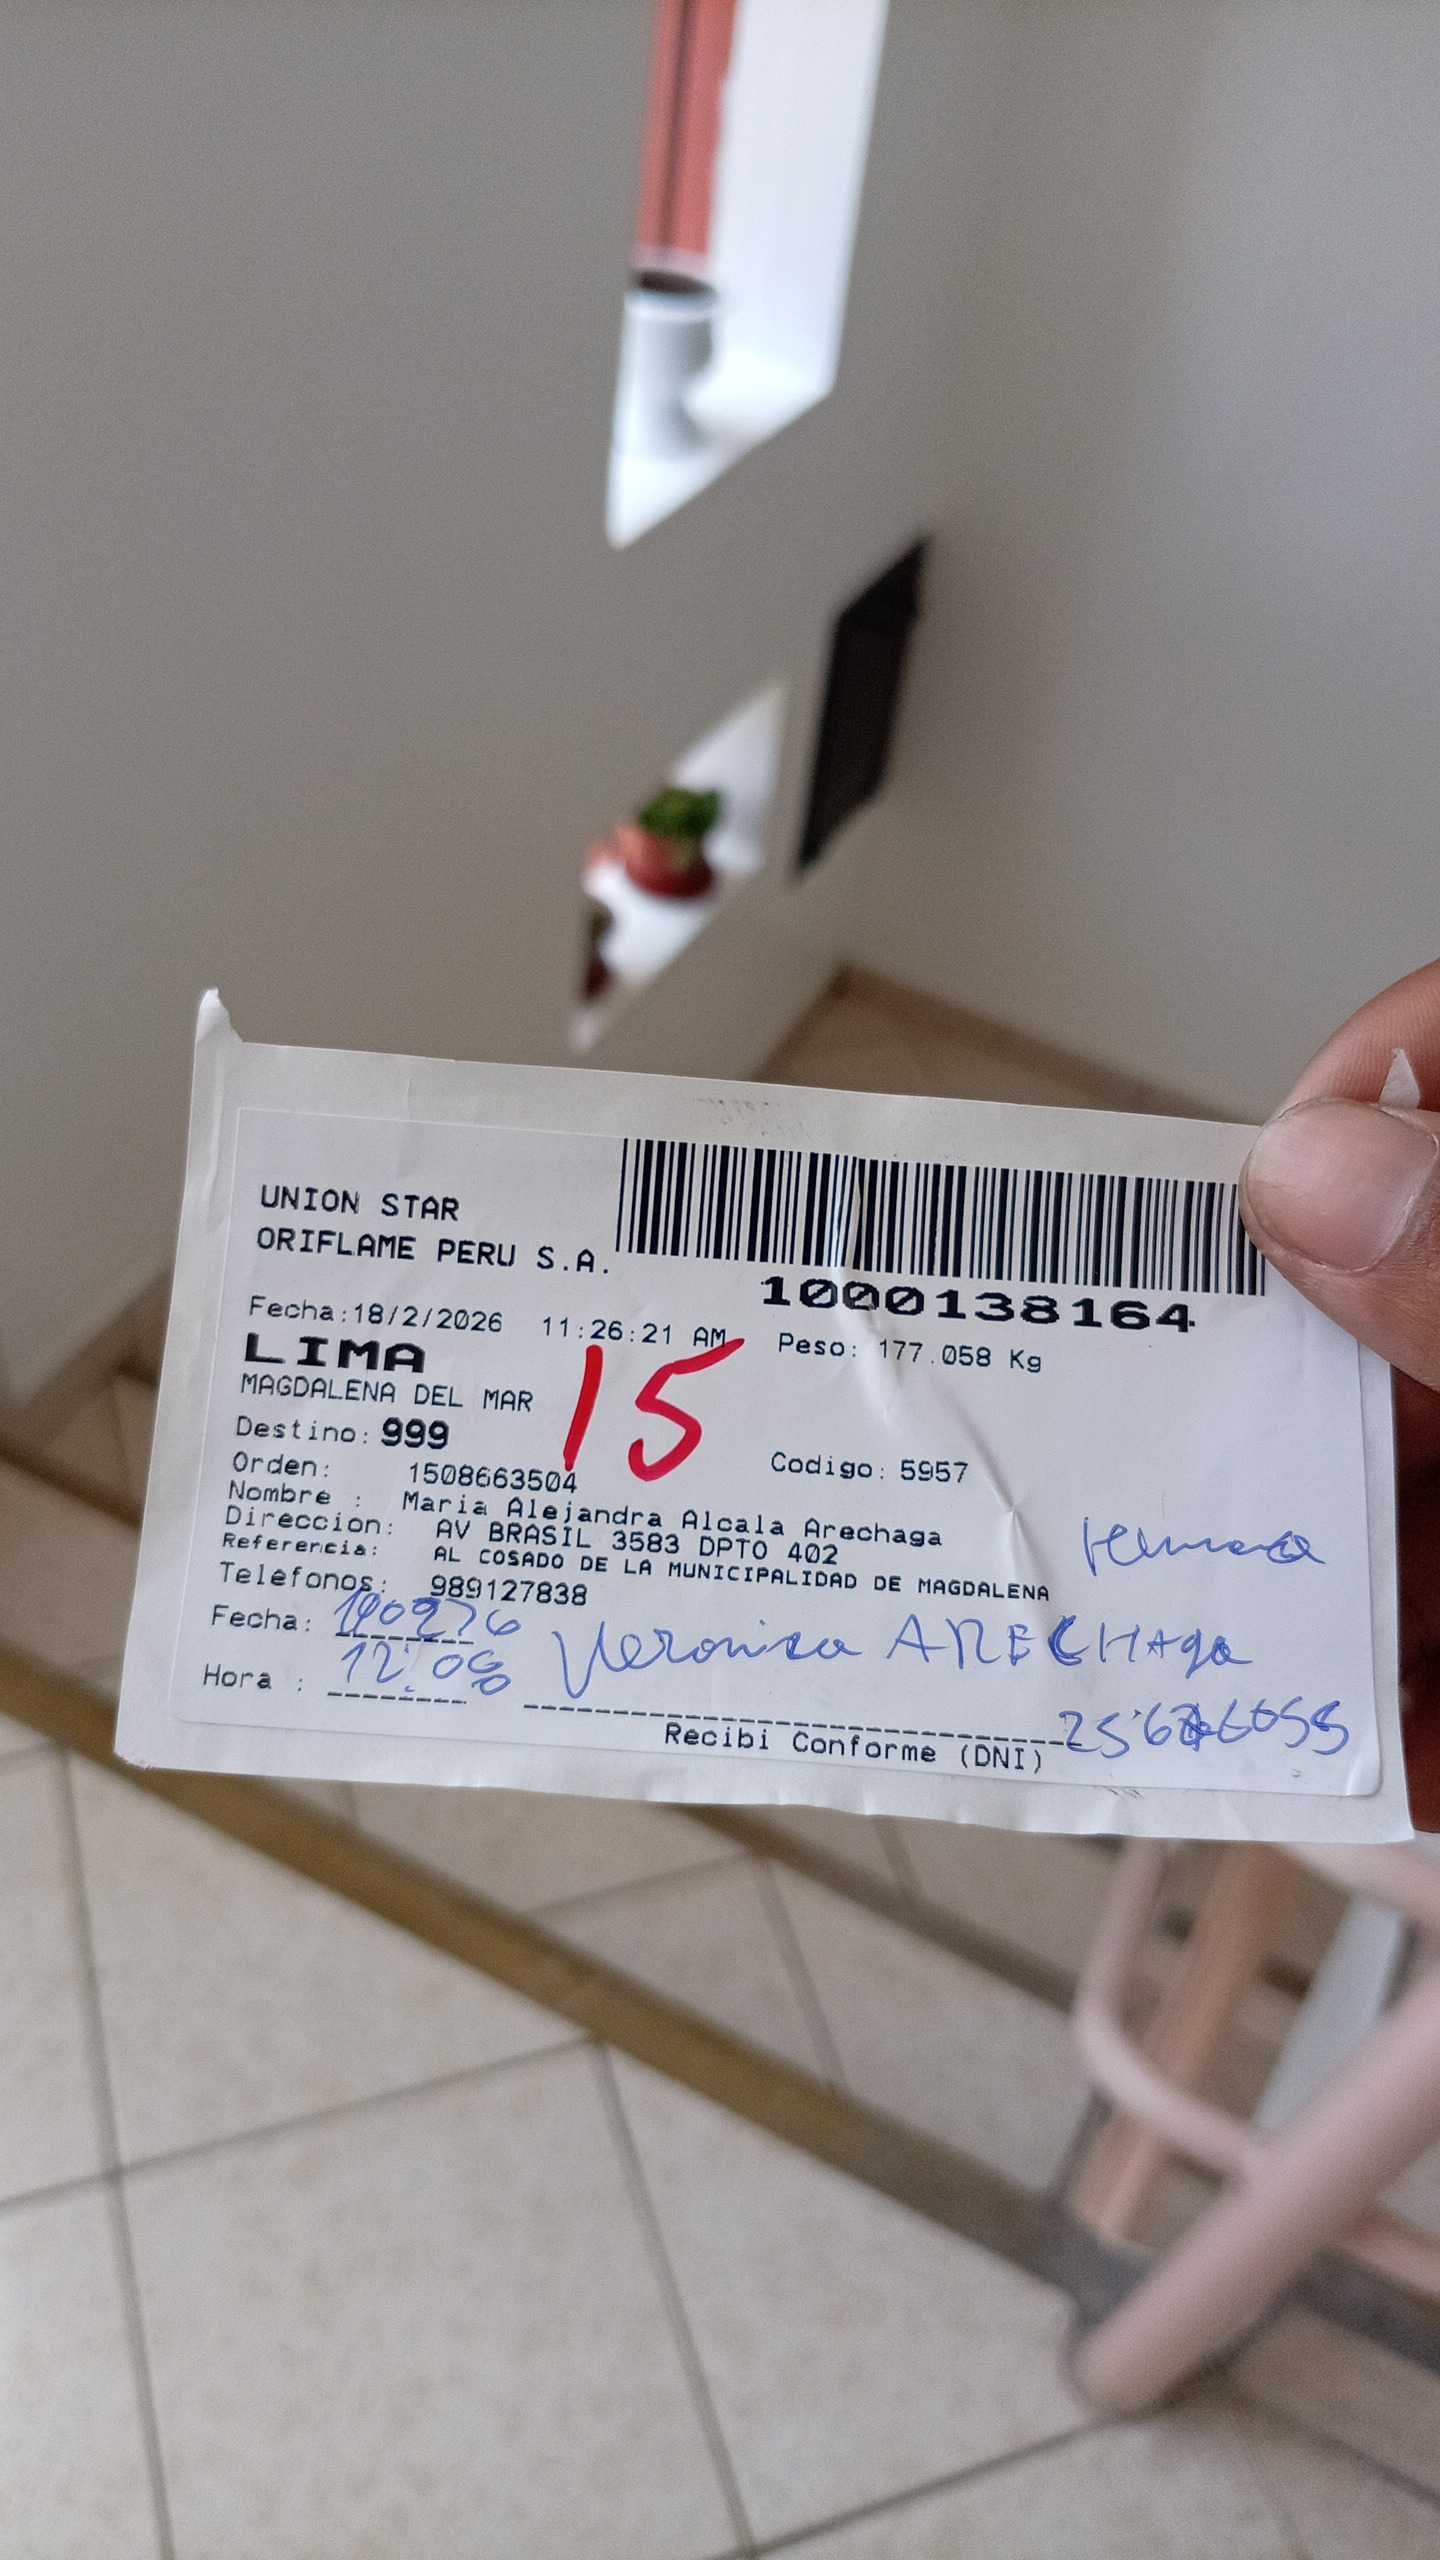 UNION STAR
ORIFLAME PERU S.A.
1000138164
Fecha:18/2/2026 11:26:21 AM Peso: 177.058 Kg
LIMA
MAGDALENA DEL MAR
15
Destino: 999
Codigo: 5957
Orden: 1508663504
Nombre : Maria Alejandra Alcala Arechaga
Direccion: AV BRASIL 3583 DPTO 402
Referencia: AL COSADO DE LA MUNICIPALIDAD DE MAGDALENA
Telefonos: 989127838
Fecha:
Veronica ARECHAga
Hora : 12:00
Recibi Conforme (DNI)